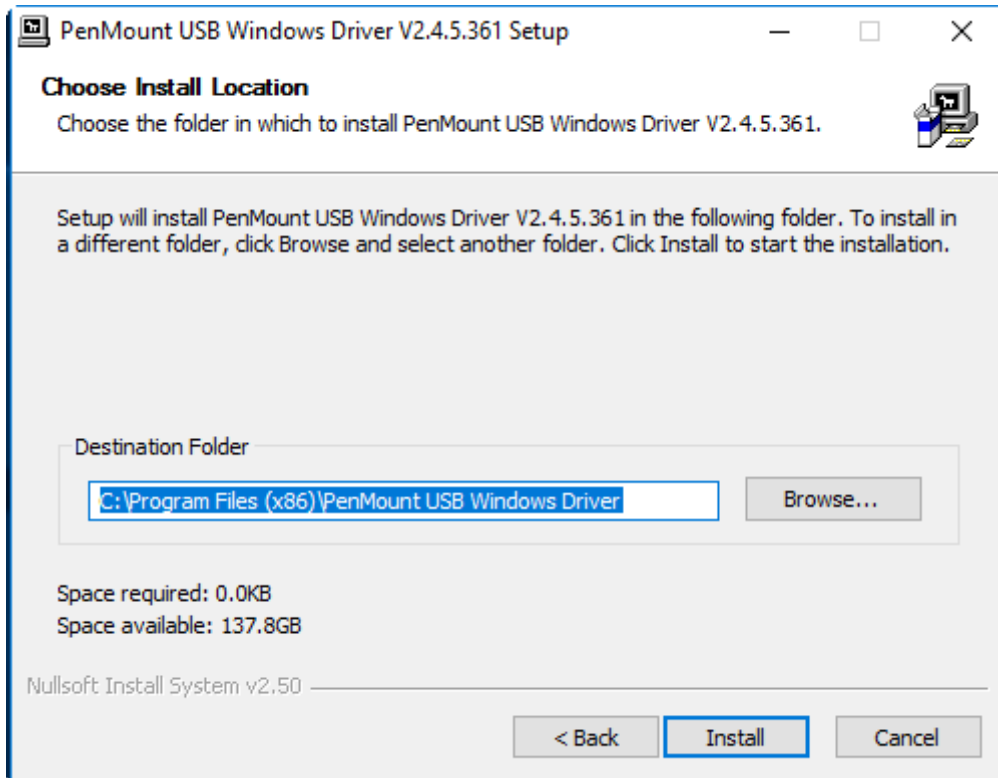 PenMount USB Windows Driver V2.4.5.361 Setup
Choose Install Location
Choose the folder in which to install PenMount USB Windows Driver V2.4.5.361.
Setup will install PenMount USB Windows Driver V2.4.5.361 in the following folder. To install in
a different folder, click Browse and select another folder. Click Install to start the installation.
Destination Folder
C:\Program Files (x86)\PenMount USB Windows Driver
Browse...
Space required: 0.0KB
Space available: 137.8GB
Nullsoft Install System v2.50
< Back
Install
Cancel